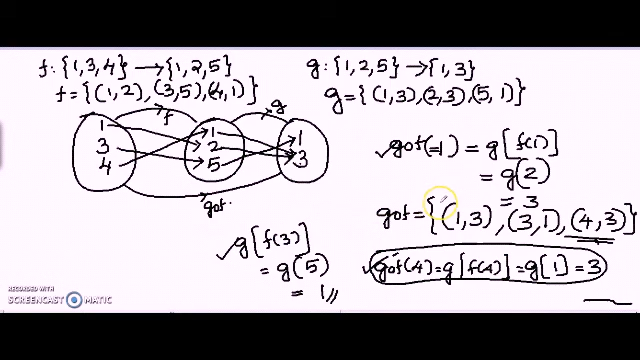 f: {1,3,4} → {1,2,5}
f = {(1,2), (3,5), (4,1)}
g: {1,2,5} → {1,3}
g = {(1,3), (2,3), (5,1)}
f
g
1
3
4
1
2
5
1
3
gof.
✓gof(=1) = g[f(1)]
= g(2)
= 3
gof = {(1,3), (3,1), (4,3)}
✓g[f(3)]
= g(5)
= 1//
✓gof(4) = g[f(4)] = g[1] = 3
RECORDED WITH
SCREENCAST MATIC